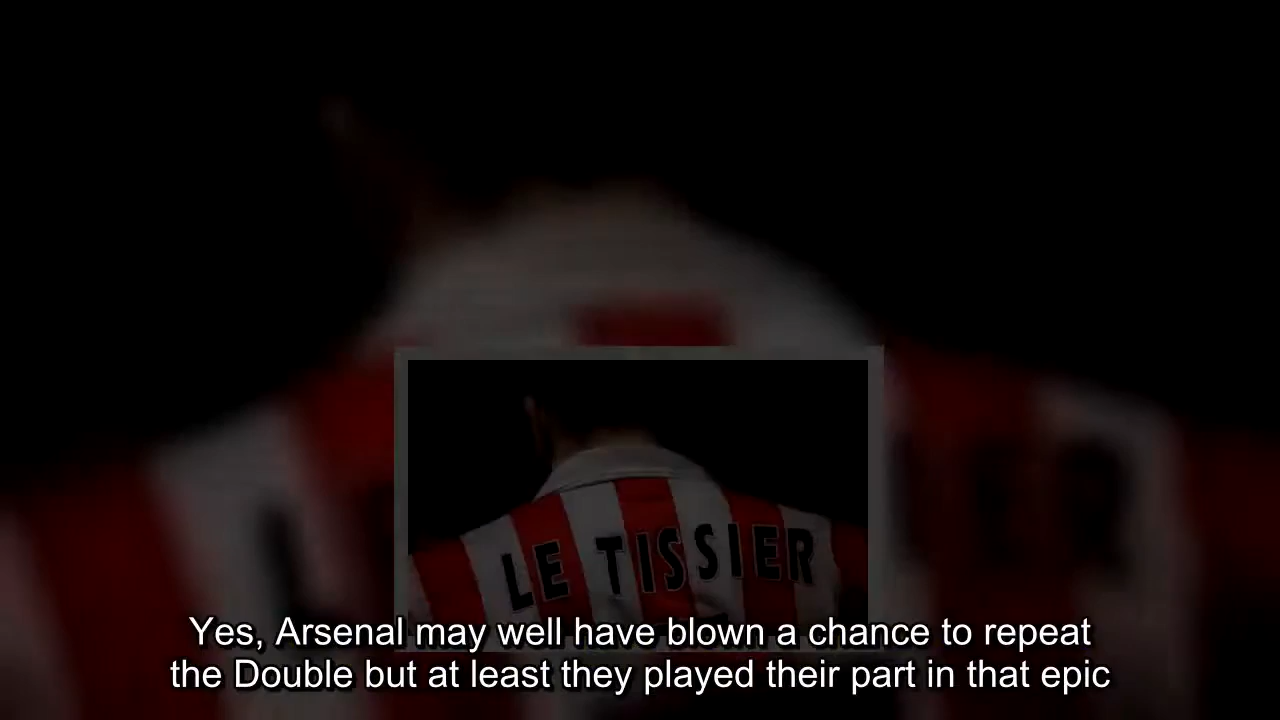 LE TISSIER
Yes, Arsenal may well have blown a chance to repeat
the Double but at least they played their part in that epic